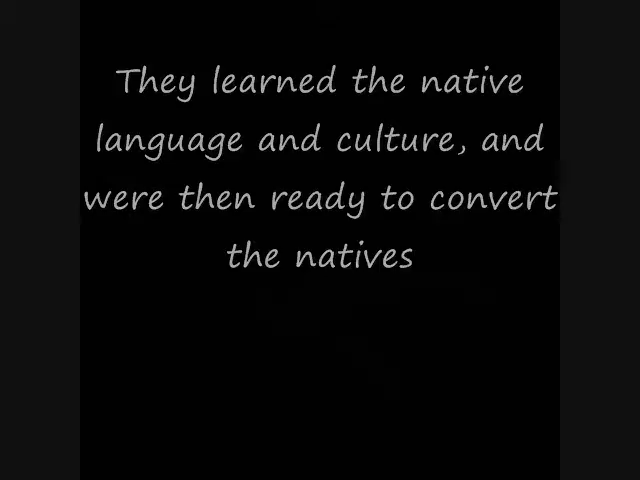 They learned the native
language and culture, and
were then ready to convert
the natives